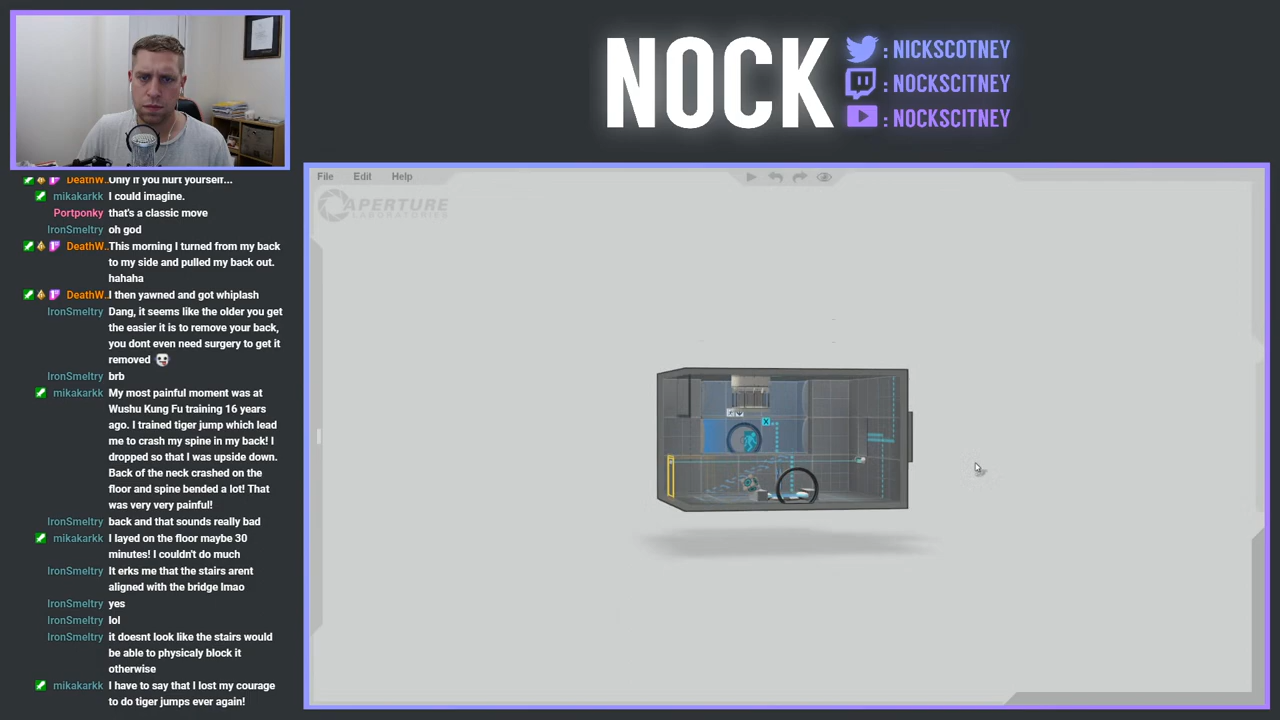 NOCK
: NICKSCOTNEY
: NOCKSCITNEY
: NOCKSCITNEY
DeathW.. Only if you hurt yourself...
mikakarkk I could imagine.
Portponky that's a classic move
IronSmeltry oh god
DeathW.. This morning I turned from my back
to my side and pulled my back out.
hahaha
DeathW.. I then yawned and got whiplash
IronSmeltry Dang, it seems like the older you get
the easier it is to remove your back,
you dont even need surgery to get it
removed
IronSmeltry brb
mikakarkk My most painful moment was at
Wushu Kung Fu training 16 years
ago. I trained tiger jump which lead
me to crash my spine in my back! I
dropped so that I was upside down.
Back of the neck crashed on the
floor and spine bended a lot! That
was very very painful!
IronSmeltry back and that sounds really bad
mikakarkk I layed on the floor maybe 30
minutes! I couldn't do much
IronSmeltry It erks me that the stairs arent
aligned with the bridge lmao
IronSmeltry yes
IronSmeltry lol
IronSmeltry it doesnt look like the stairs would
be able to physicaly block it
otherwise
mikakarkk I have to say that I lost my courage
to do tiger jumps ever again!
File Edit Help
APERTURE
LABORATORIES